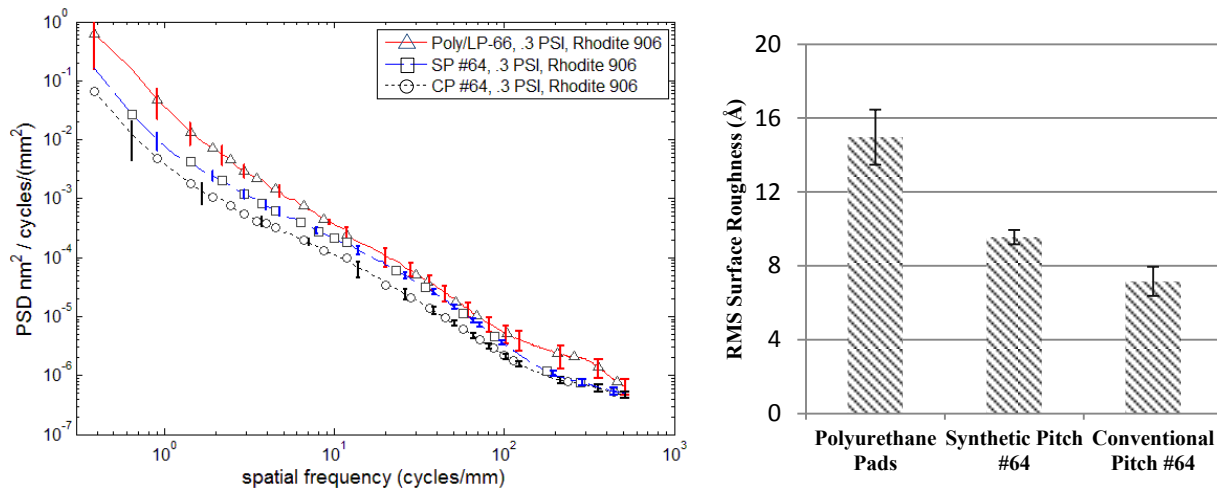 10⁰
10⁻¹
10⁻²
10⁻³
10⁻⁴
10⁻⁵
10⁻⁶
10⁻⁷
PSD nm² / cycles/(mm²)
Poly/LP-66, .3 PSI, Rhodite 906
SP #64, .3 PSI, Rhodite 906
CP #64, .3 PSI, Rhodite 906
10⁰ 10¹ 10² 10³
spatial frequency (cycles/mm)
20
16
12
8
4
0
RMS Surface Roughness (Å)
Polyurethane
Pads
Synthetic Pitch
#64
Conventional
Pitch #64